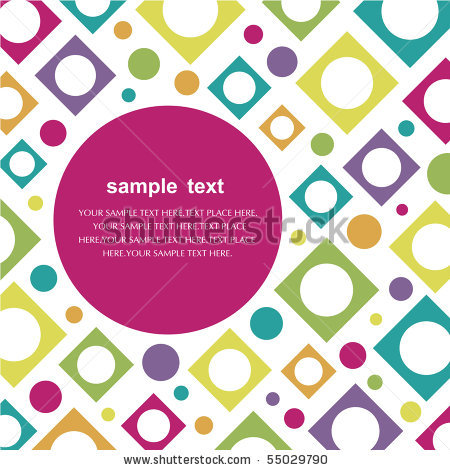 sample text
YOUR SAMPLE TEXT HERE.TEXT PLACE HERE.
YOUR SAMPLE TEXT HERE.TEXT PLACE
HERE.YOUR SAMPLE TEXT HERE.TEXT PLACE
HERE.YOUR SAMPLE TEXT HERE.
shutterstock
www.shutterstock.com · 55029790